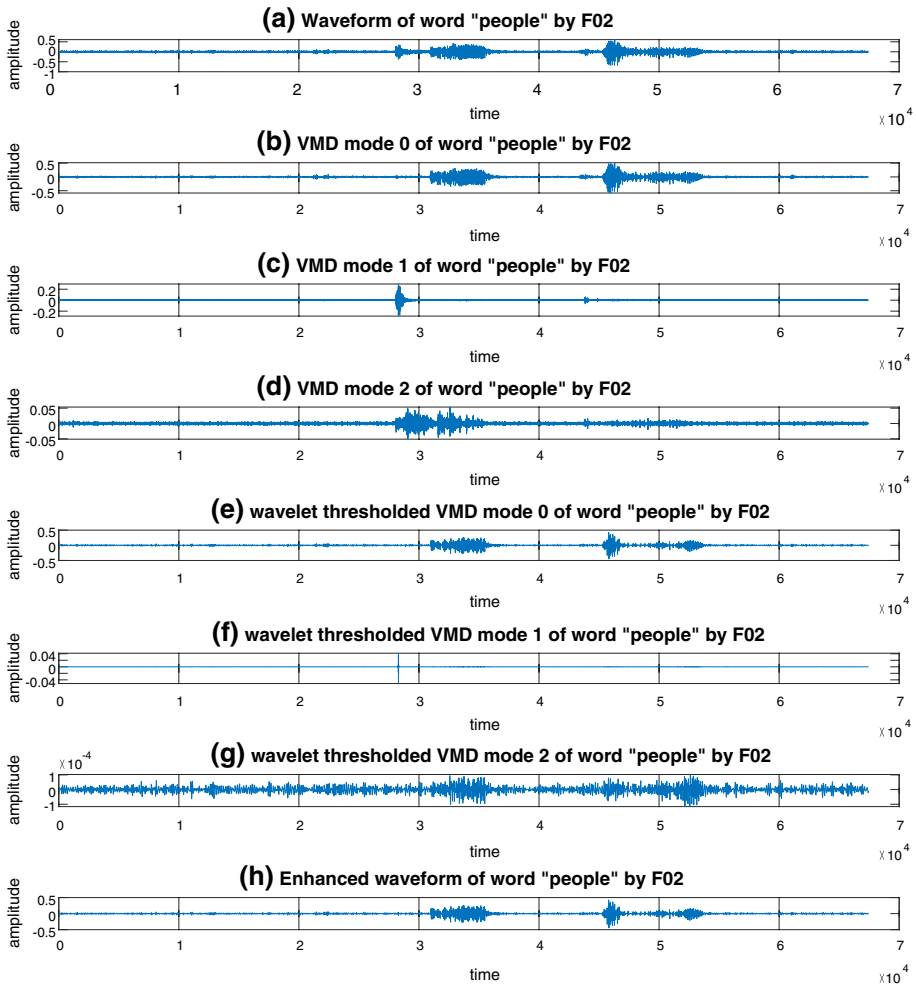 (a) Waveform of word "people" by F02
amplitude
0.5
0
-0.5
-1
0 1 2 3 4 5 6 7
time
×10^4
(b) VMD mode 0 of word "people" by F02
amplitude
0.5
0
-0.5
0 1 2 3 4 5 6 7
time
×10^4
(c) VMD mode 1 of word "people" by F02
amplitude
0.2
0
-0.2
0 1 2 3 4 5 6 7
time
×10^4
(d) VMD mode 2 of word "people" by F02
amplitude
0.05
0
-0.05
0 1 2 3 4 5 6 7
time
×10^4
(e) wavelet thresholded VMD mode 0 of word "people" by F02
amplitude
0.5
0
-0.5
0 1 2 3 4 5 6 7
time
×10^4
(f) wavelet thresholded VMD mode 1 of word "people" by F02
amplitude
0.04
0
-0.04
0 1 2 3 4 5 6 7
time
×10^4
(g) wavelet thresholded VMD mode 2 of word "people" by F02
×10^-4
amplitude
1
0
-1
0 1 2 3 4 5 6 7
time
×10^4
(h) Enhanced waveform of word "people" by F02
amplitude
0.5
0
-0.5
0 1 2 3 4 5 6 7
time
×10^4